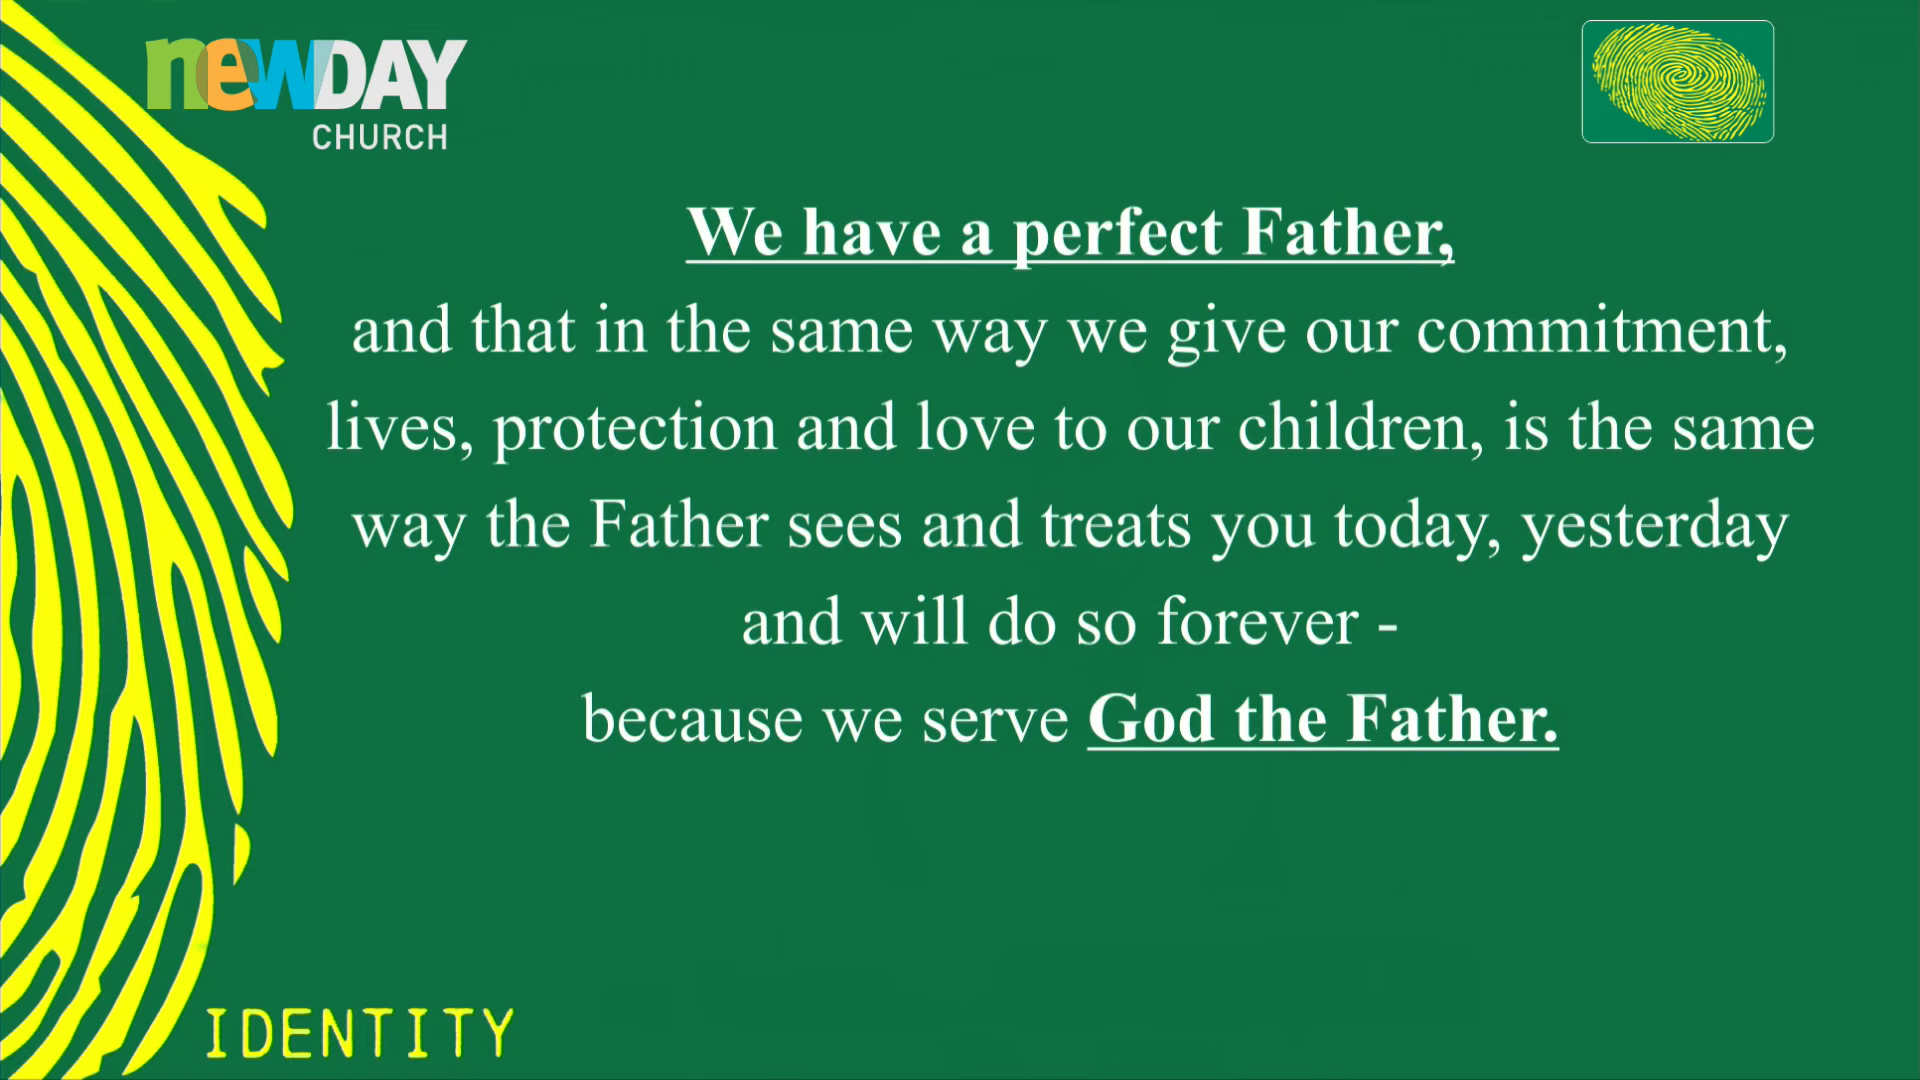 newDAY
CHURCH
We have a perfect Father,
and that in the same way we give our commitment,
lives, protection and love to our children, is the same
way the Father sees and treats you today, yesterday
and will do so forever -
because we serve God the Father.
IDENTITY